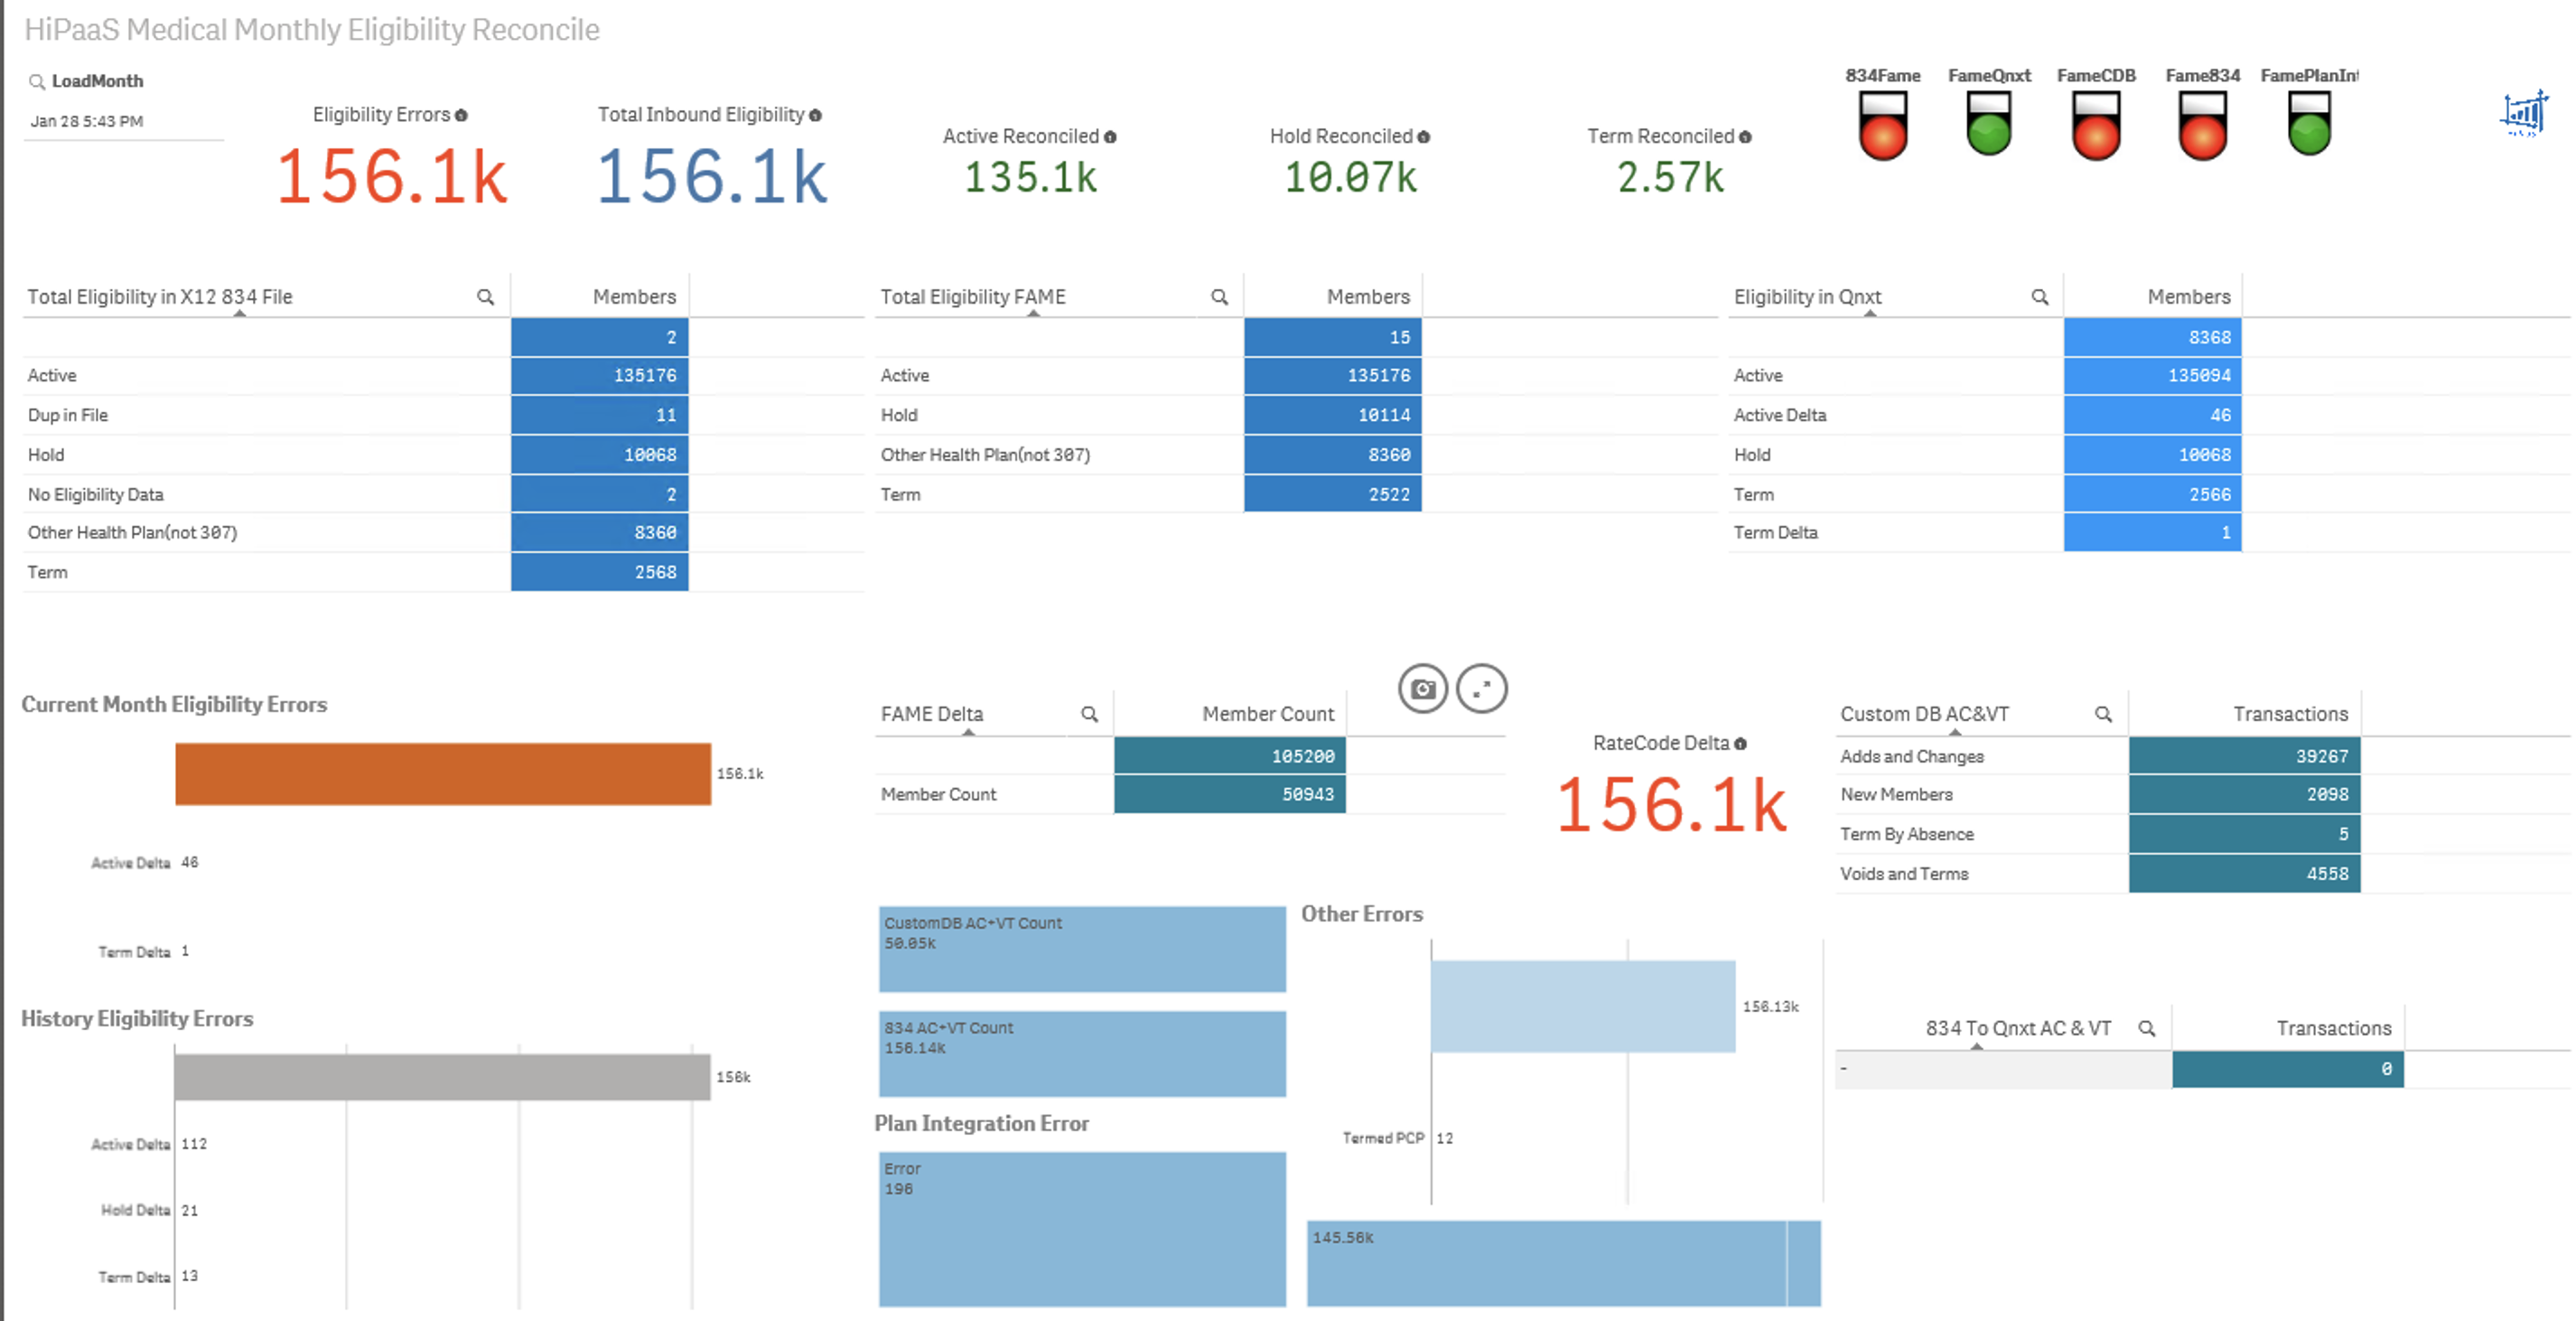 HiPaaS Medical Monthly Eligibility Reconcile
LoadMonth
Jan 28 5:43 PM
Eligibility Errors
156.1k
Total Inbound Eligibility
156.1k
Active Reconciled
135.1k
Hold Reconciled
10.07k
Term Reconciled
2.57k
834Fame FameQnxt FameCDB Fame834 FamePlanInt
Total Eligibility in X12 834 File Members
2
Active 135176
Dup in File 11
Hold 10068
No Eligibility Data 2
Other Health Plan(not 307) 8360
Term 2568
Total Eligibility FAME Members
15
Active 135176
Hold 10114
Other Health Plan(not 307) 8360
Term 2522
Eligibility in Qnxt Members
8368
Active 135094
Active Delta 46
Hold 10068
Term 2566
Term Delta 1
Current Month Eligibility Errors
156.1k
Active Delta 46
Term Delta 1
History Eligibility Errors
156k
Active Delta 112
Hold Delta 21
Term Delta 13
FAME Delta Member Count
105200
Member Count 50943
RateCode Delta
156.1k
Custom DB AC&VT Transactions
Adds and Changes 39267
New Members 2098
Term By Absence 5
Voids and Terms 4558
CustomDB AC+VT Count
50.05k
834 AC+VT Count
156.14k
Plan Integration Error
Error
196
Other Errors
156.13k
Termed PCP 12
145.56k
834 To Qnxt AC & VT Transactions
- 0